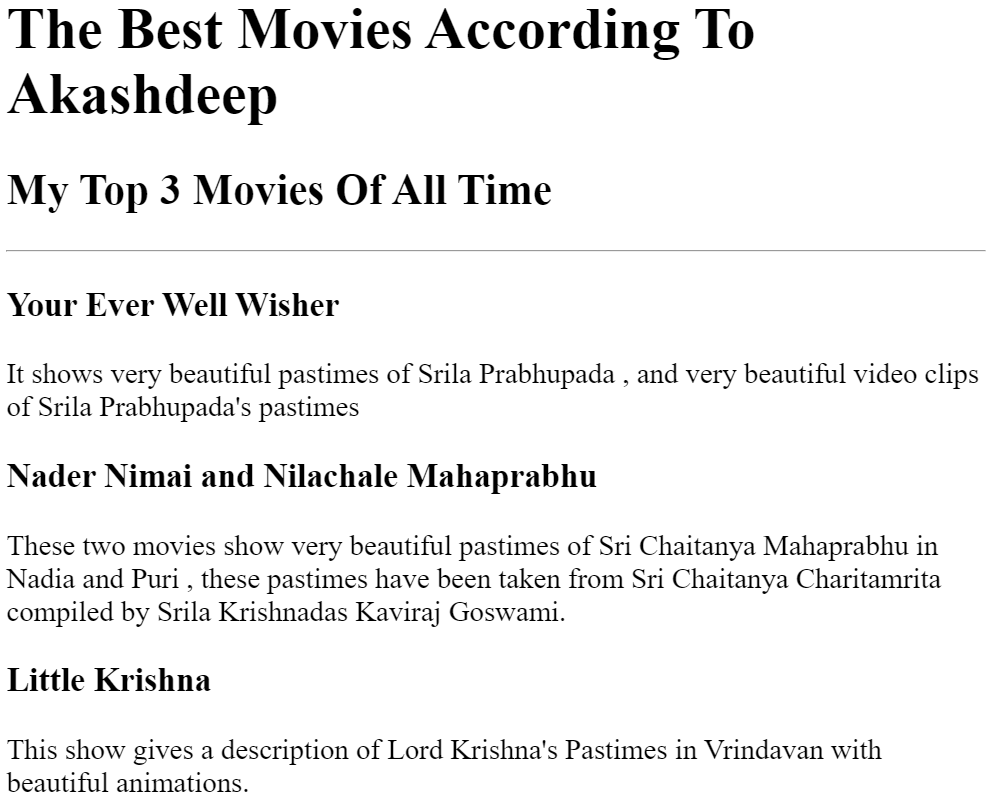 The Best Movies According To
Akashdeep
My Top 3 Movies Of All Time
Your Ever Well Wisher
It shows very beautiful pastimes of Srila Prabhupada , and very beautiful video clips
of Srila Prabhupada's pastimes
Nader Nimai and Nilachale Mahaprabhu
These two movies show very beautiful pastimes of Sri Chaitanya Mahaprabhu in
Nadia and Puri , these pastimes have been taken from Sri Chaitanya Charitamrita
compiled by Srila Krishnadas Kaviraj Goswami.
Little Krishna
This show gives a description of Lord Krishna's Pastimes in Vrindavan with
beautiful animations.